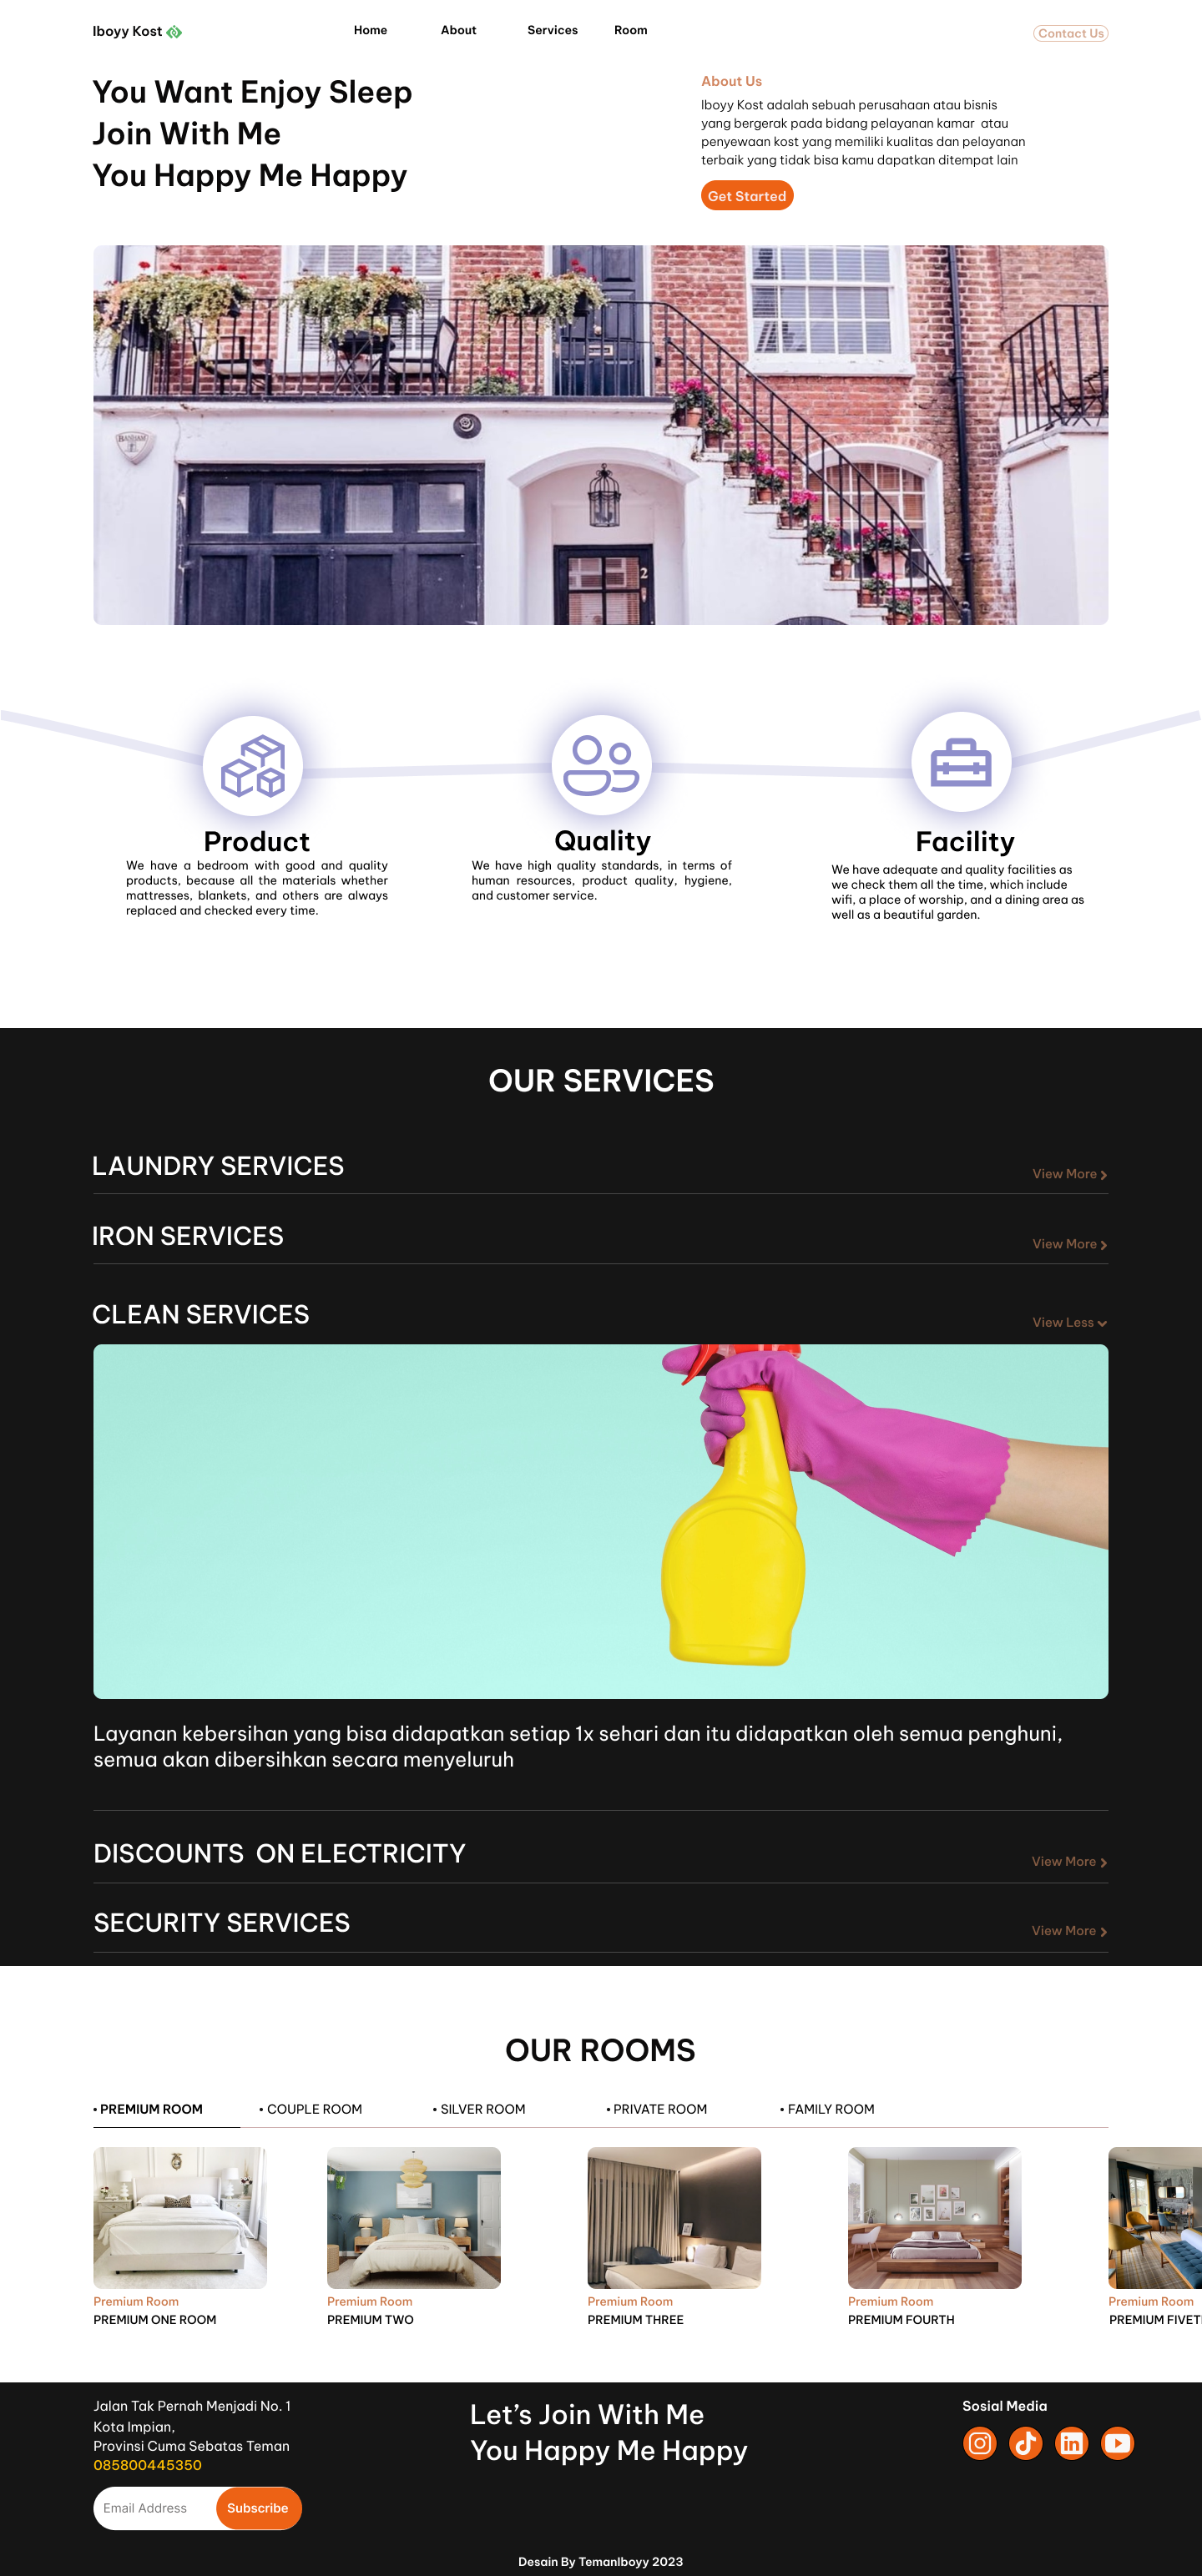 Iboyy Kost
Home
About
Services
Room
Contact Us
You Want Enjoy Sleep
Join With Me
You Happy Me Happy
About Us
Iboyy Kost adalah sebuah perusahaan atau bisnis
yang bergerak pada bidang pelayanan kamar atau
penyewaan kost yang memiliki kualitas dan pelayanan
terbaik yang tidak bisa kamu dapatkan ditempat lain
Get Started
2
Product
We have a bedroom with good and quality
products, because all the materials whether
mattresses, blankets, and others are always
replaced and checked every time.
Quality
We have high quality standards, in terms of
human resources, product quality, hygiene,
and customer service.
Facility
We have adequate and quality facilities as
we check them all the time, which include
wifi, a place of worship, and a dining area as
well as a beautiful garden.
OUR SERVICES
LAUNDRY SERVICES
View More
IRON SERVICES
View More
CLEAN SERVICES
View Less
Layanan kebersihan yang bisa didapatkan setiap 1x sehari dan itu didapatkan oleh semua penghuni,
semua akan dibersihkan secara menyeluruh
DISCOUNTS ON ELECTRICITY
View More
SECURITY SERVICES
View More
OUR ROOMS
• PREMIUM ROOM
• COUPLE ROOM
• SILVER ROOM
• PRIVATE ROOM
• FAMILY ROOM
Premium Room
PREMIUM ONE ROOM
Premium Room
PREMIUM TWO
Premium Room
PREMIUM THREE
Premium Room
PREMIUM FOURTH
Premium Room
PREMIUM FIVET
Jalan Tak Pernah Menjadi No. 1
Kota Impian,
Provinsi Cuma Sebatas Teman
085800445350
Email Address
Subscribe
Let’s Join With Me
You Happy Me Happy
Sosial Media
Desain By TemanIboyy 2023